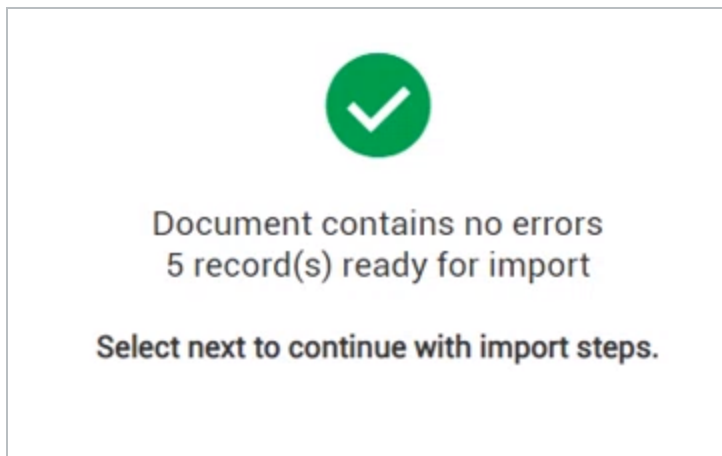 Document contains no errors
5 record(s) ready for import
Select next to continue with import steps.